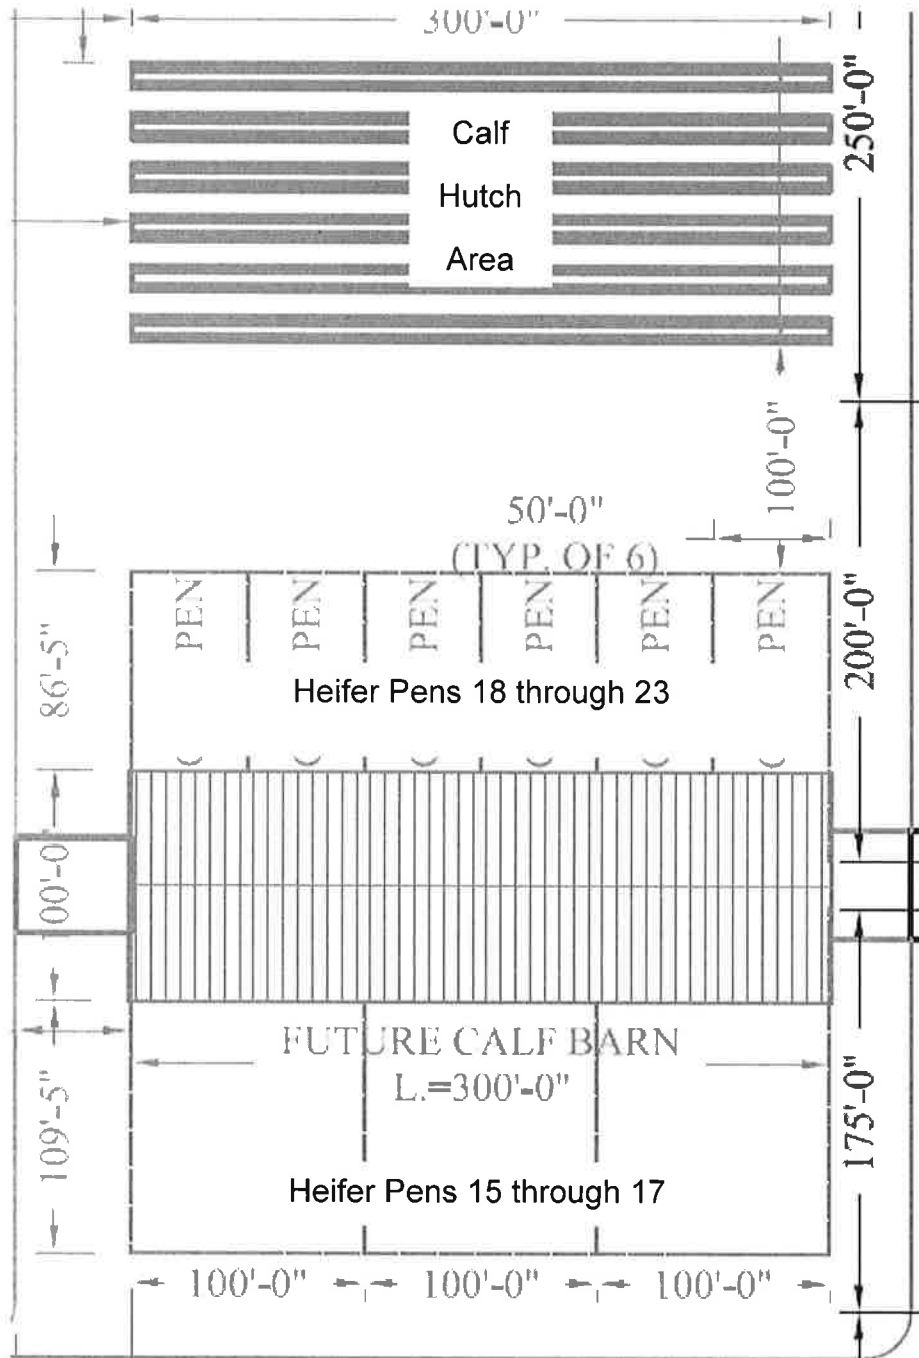 300'-0"
250'-0"
Calf
Hutch
Area
100'-0"
50'-0"
(TYP. OF 6)
200'-0"
86'-5"
PEN PEN PEN PEN PEN PEN
Heifer Pens 18 through 23
00'-0
FUTURE CALF BARN
L.=300'-0"
109'-5"
175'-0"
Heifer Pens 15 through 17
100'-0" 100'-0" 100'-0"